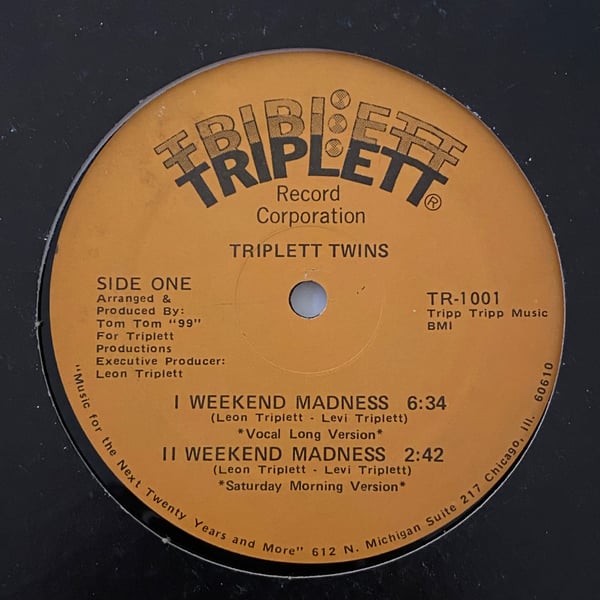 TRIPLETT
TRIPLETT®
Record
Corporation
TRIPLETT TWINS
SIDE ONE
Arranged &
Produced By:
Tom Tom "99"
For Triplett
Productions
Executive Producer:
Leon Triplett
TR-1001
Tripp Tripp Music
BMI
I WEEKEND MADNESS 6:34
(Leon Triplett - Levi Triplett)
*Vocal Long Version*
II WEEKEND MADNESS 2:42
(Leon Triplett - Levi Triplett)
*Saturday Morning Version*
"Music for the Next Twenty Years and More" 612 N. Michigan Suite 217 Chicago, Ill. 60610